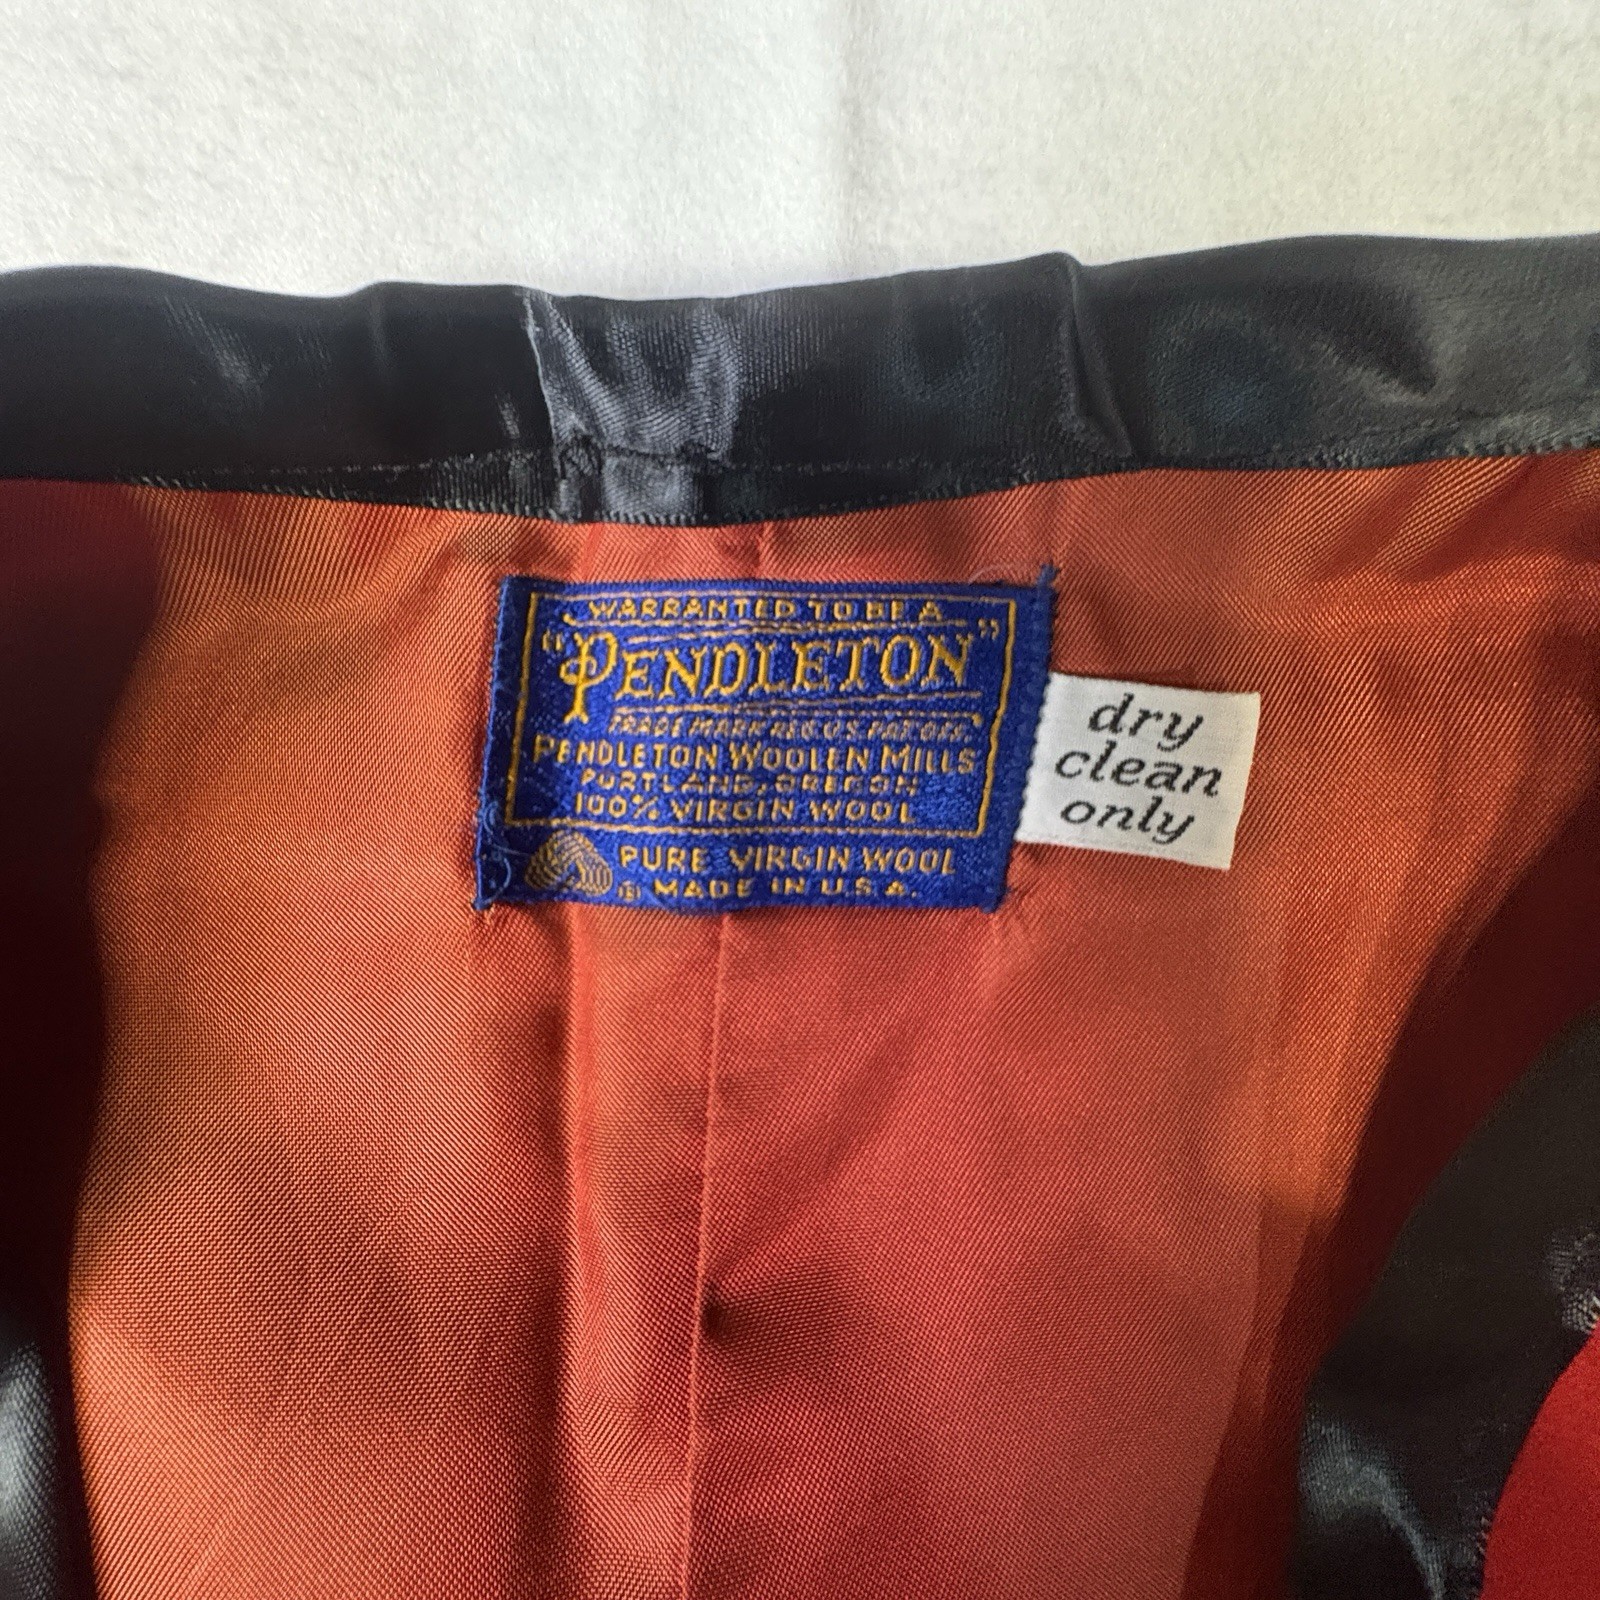 WARRANTED TO BE A
"PENDLETON"
TRADE MARK REG. U.S. PAT. OFF.
PENDLETON WOOLEN MILLS
PORTLAND, OREGON
100% VIRGIN WOOL
PURE VIRGIN WOOL
® MADE IN U.S.A.
dry
clean
only